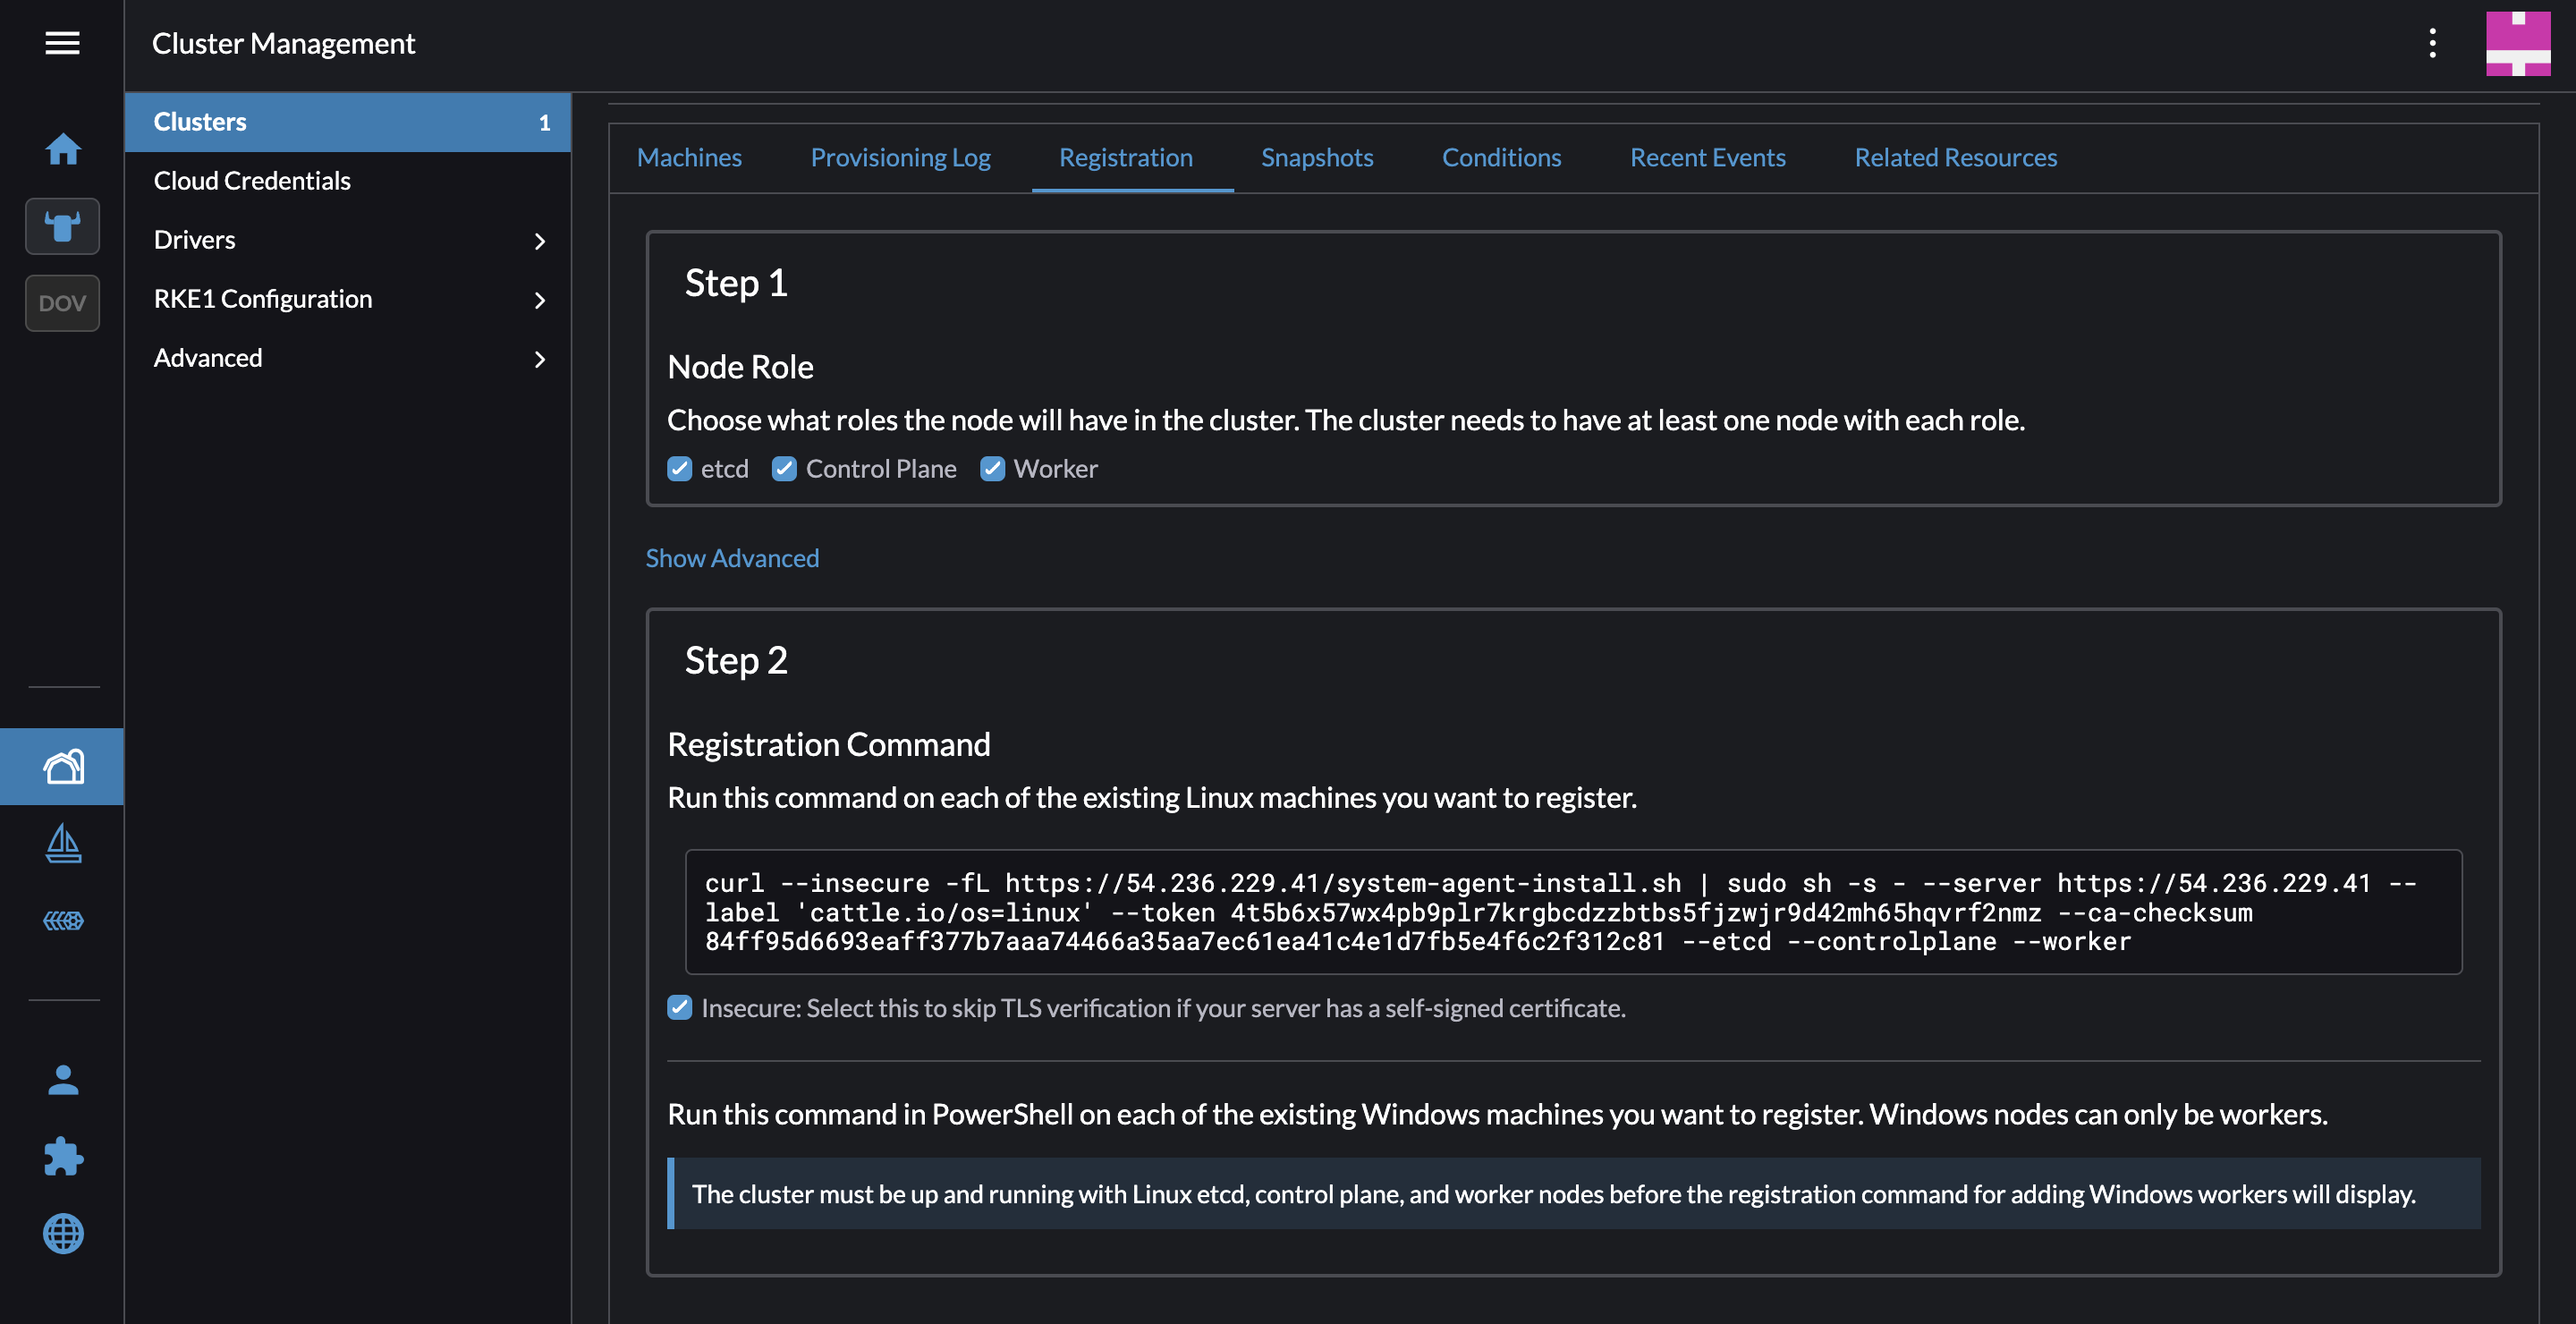 Cluster Management
DOV
Clusters 1
Cloud Credentials
Drivers
RKE1 Configuration
Advanced
Machines Provisioning Log Registration Snapshots Conditions Recent Events Related Resources
Step 1
Node Role
Choose what roles the node will have in the cluster. The cluster needs to have at least one node with each role.
etcd Control Plane Worker
Show Advanced
Step 2
Registration Command
Run this command on each of the existing Linux machines you want to register.
curl --insecure -fL https://54.236.229.41/system-agent-install.sh | sudo sh -s - --server https://54.236.229.41 --
label 'cattle.io/os=linux' --token 4t5b6x57wx4pb9plr7krgbcdzzbtbs5fjzwjr9d42mh65hqvrf2nmz --ca-checksum
84ff95d6693eaff377b7aaa74466a35aa7ec61ea41c4e1d7fb5e4f6c2f312c81 --etcd --controlplane --worker
Insecure: Select this to skip TLS verification if your server has a self-signed certificate.
Run this command in PowerShell on each of the existing Windows machines you want to register. Windows nodes can only be workers.
The cluster must be up and running with Linux etcd, control plane, and worker nodes before the registration command for adding Windows workers will display.